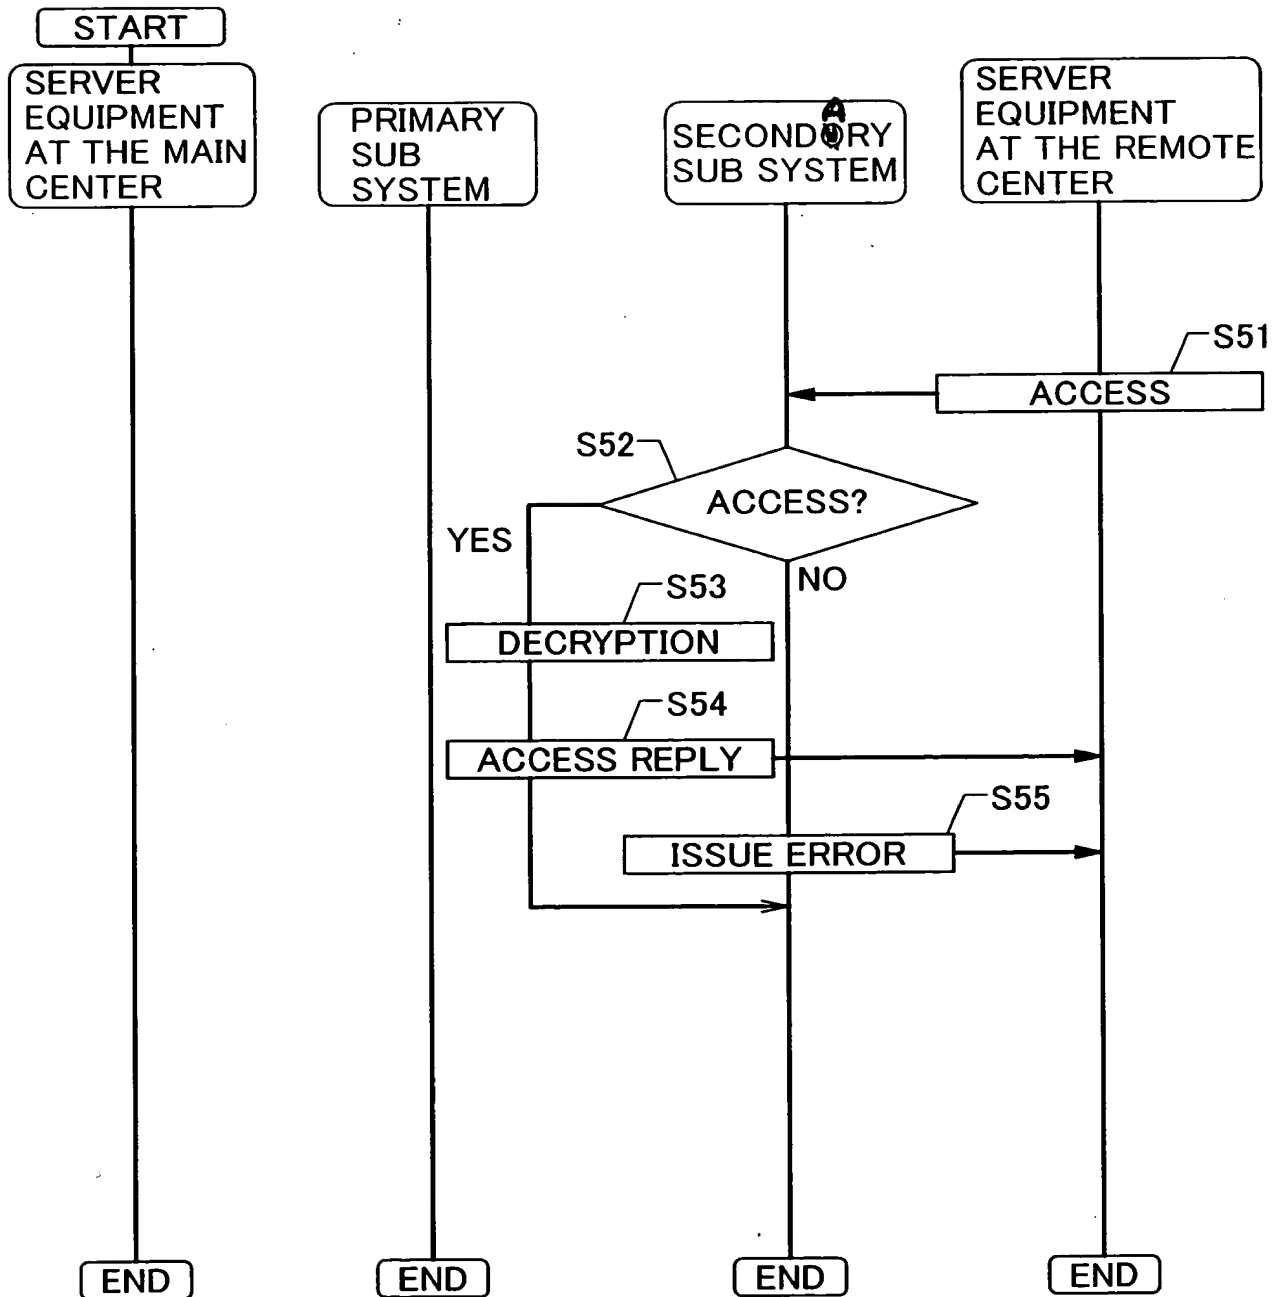 START
SERVER
EQUIPMENT
AT THE MAIN
CENTER
PRIMARY
SUB
SYSTEM
SECONDARY
SUB SYSTEM
SERVER
EQUIPMENT
AT THE REMOTE
CENTER
S51
ACCESS
S52
ACCESS?
YES
NO
S53
DECRYPTION
S54
ACCESS REPLY
S55
ISSUE ERROR
END
END
END
END